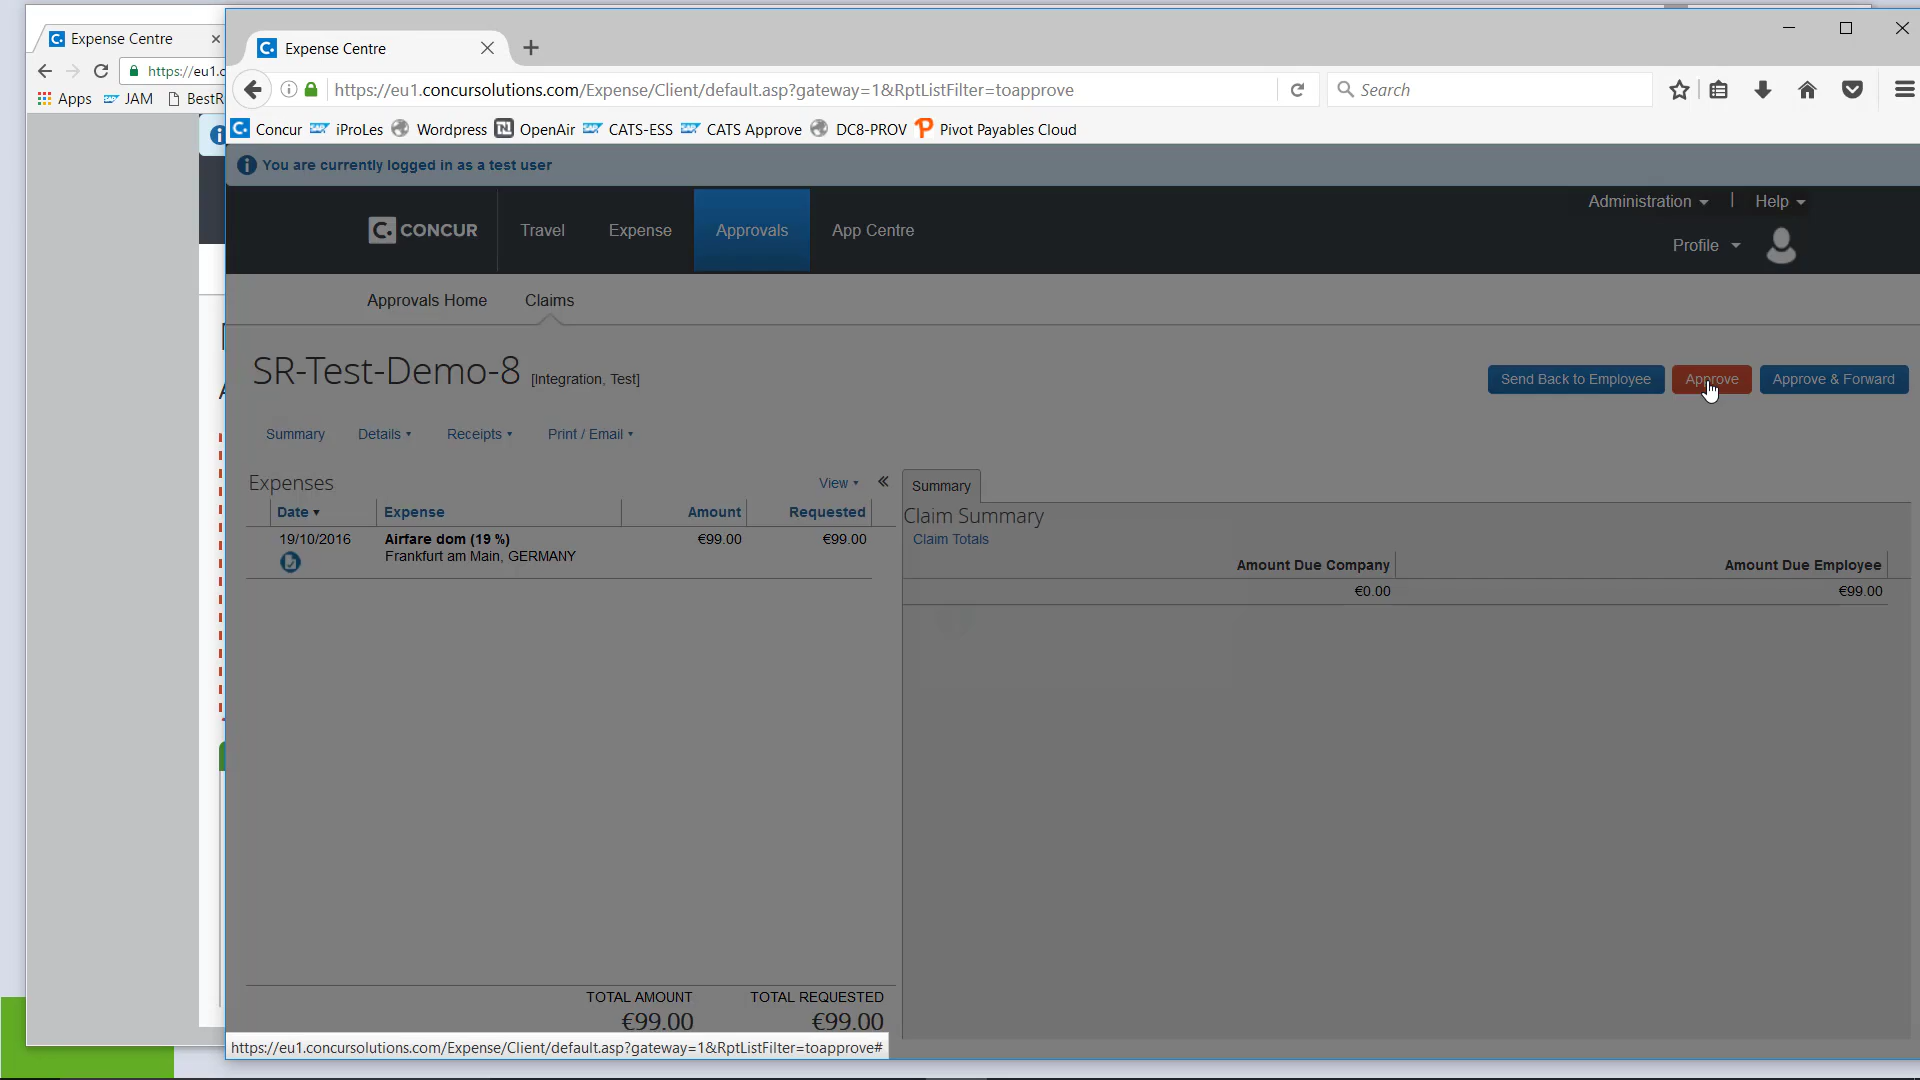 Expense Centre
https://eu1.c
Apps JAM BestR
Expense Centre
https://eu1.concursolutions.com/Expense/Client/default.asp?gateway=1&RptListFilter=toapprove
Search
Concur iProLes Wordpress OpenAir CATS-ESS CATS Approve DC8-PROV Pivot Payables Cloud
You are currently logged in as a test user
Administration | Help
CONCUR Travel Expense Approvals App Centre
Profile
Approvals Home Claims
SR-Test-Demo-8 [Integration, Test]
Send Back to Employee Approve Approve & Forward
Summary Details Receipts Print / Email
Expenses View «
Date Expense Amount Requested
19/10/2016 Airfare dom (19 %) €99.00 €99.00
Frankfurt am Main, GERMANY
Summary
Claim Summary
Claim Totals
Amount Due Company Amount Due Employee
€0.00 €99.00
TOTAL AMOUNT TOTAL REQUESTED
€99.00 €99.00
https://eu1.concursolutions.com/Expense/Client/default.asp?gateway=1&RptListFilter=toapprove#